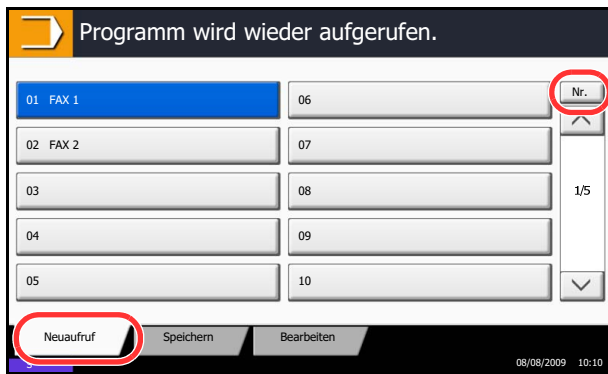 Programm wird wieder aufgerufen.
01 FAX 1
06
Nr.
02 FAX 2
07
03
08
1/5
04
09
05
10
Neuaufruf
Speichern
Bearbeiten
08/08/2009 10:10